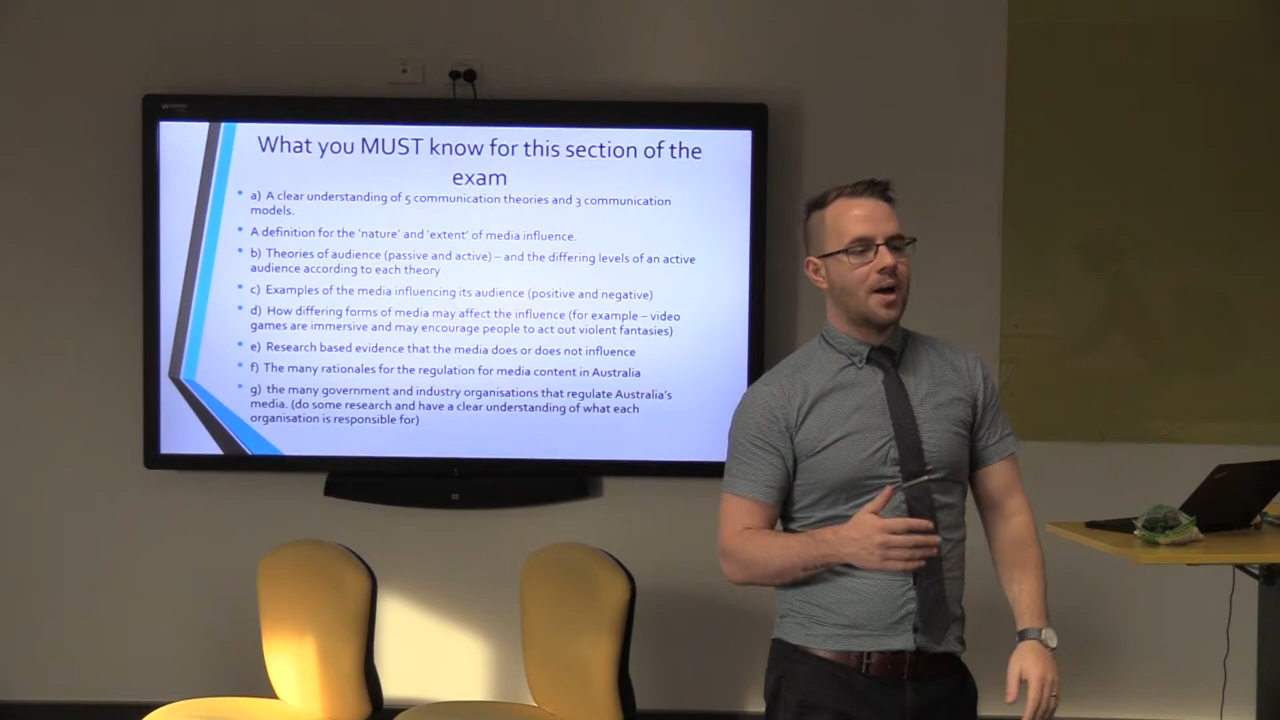 What you MUST know for this section of the
exam
a) A clear understanding of 5 communication theories and 3 communication
models.
A definition for the 'nature' and 'extent' of media influence.
b) Theories of audience (passive and active) – and the differing levels of an active
audience according to each theory
c) Examples of the media influencing its audience (positive and negative)
d) How differing forms of media may affect the influence (for example – video
games are immersive and may encourage people to act out violent fantasies)
e) Research based evidence that the media does or does not influence
f) The many rationales for the regulation for media content in Australia
g) the many government and industry organisations that regulate Australia's
media. (do some research and have a clear understanding of what each
organisation is responsible for)